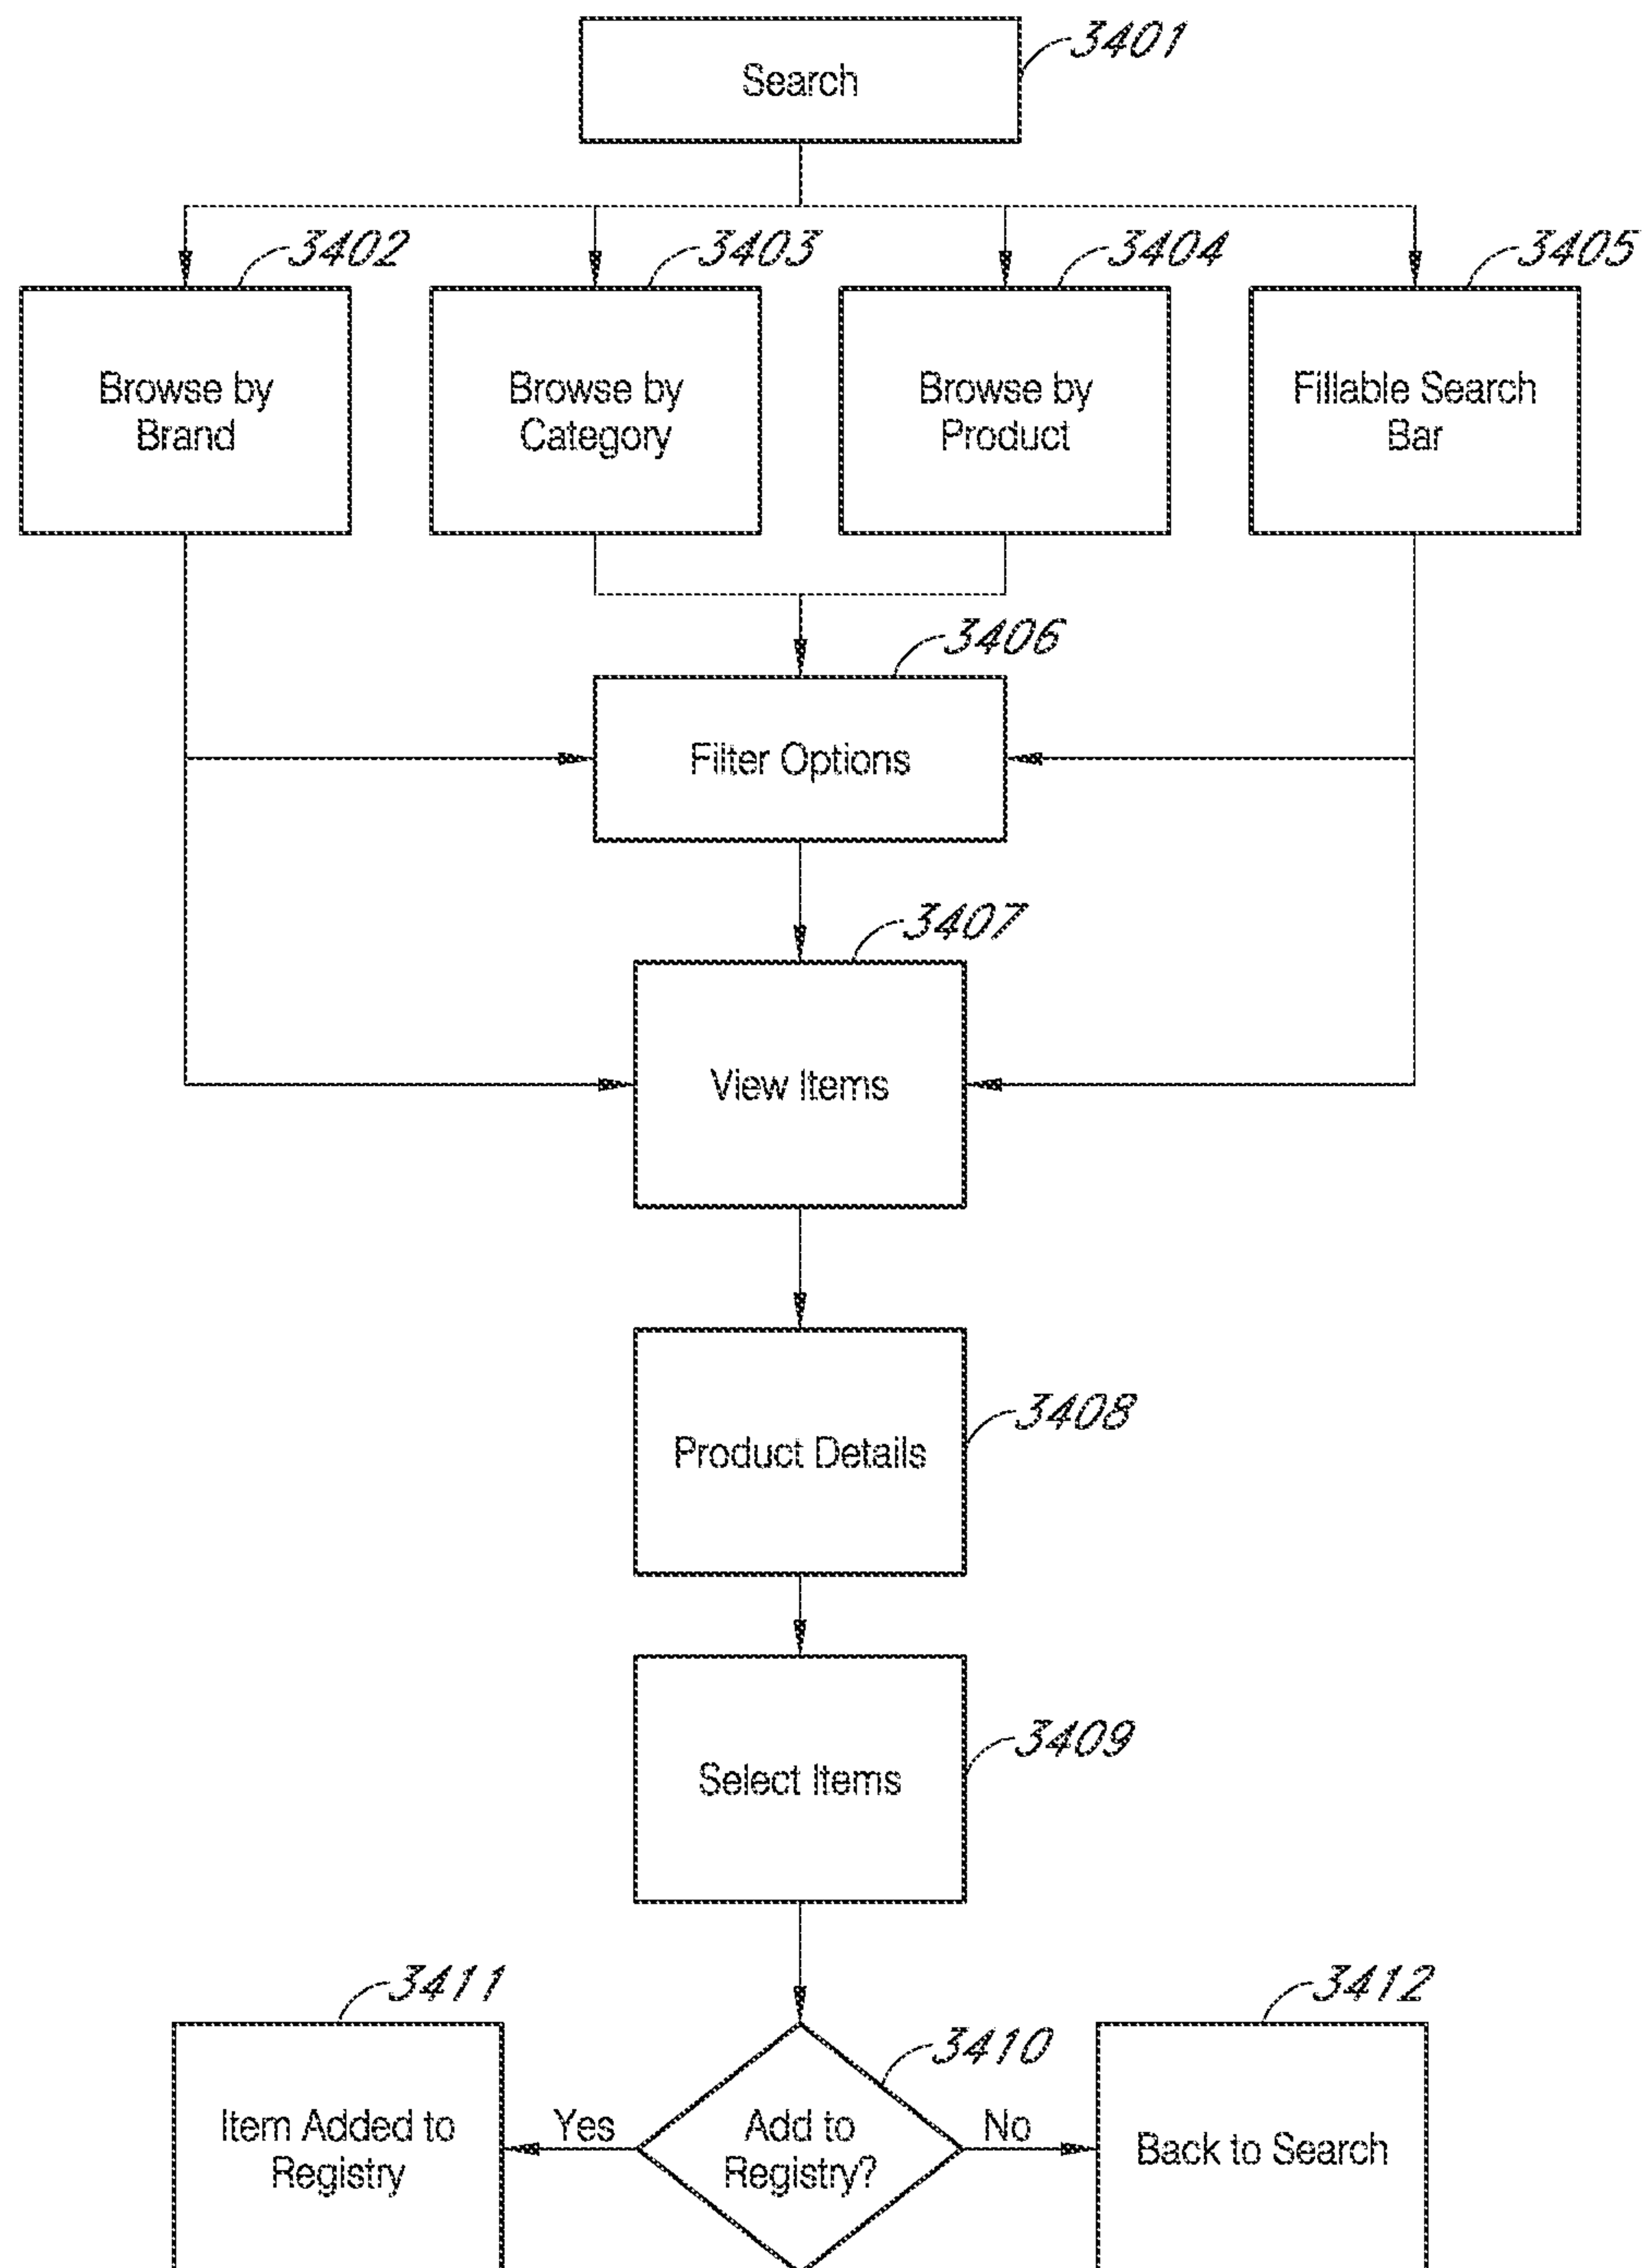 3401
Search
3402
3403
3404
3405
Browse by
Brand
Browse by
Category
Browse by
Product
Fillable Search
Bar
3406
Filter Options
3407
View Items
3408
Product Details
3409
Select Items
3411
3410
3412
Item Added to
Registry
Yes
Add to
Registry?
No
Back to Search